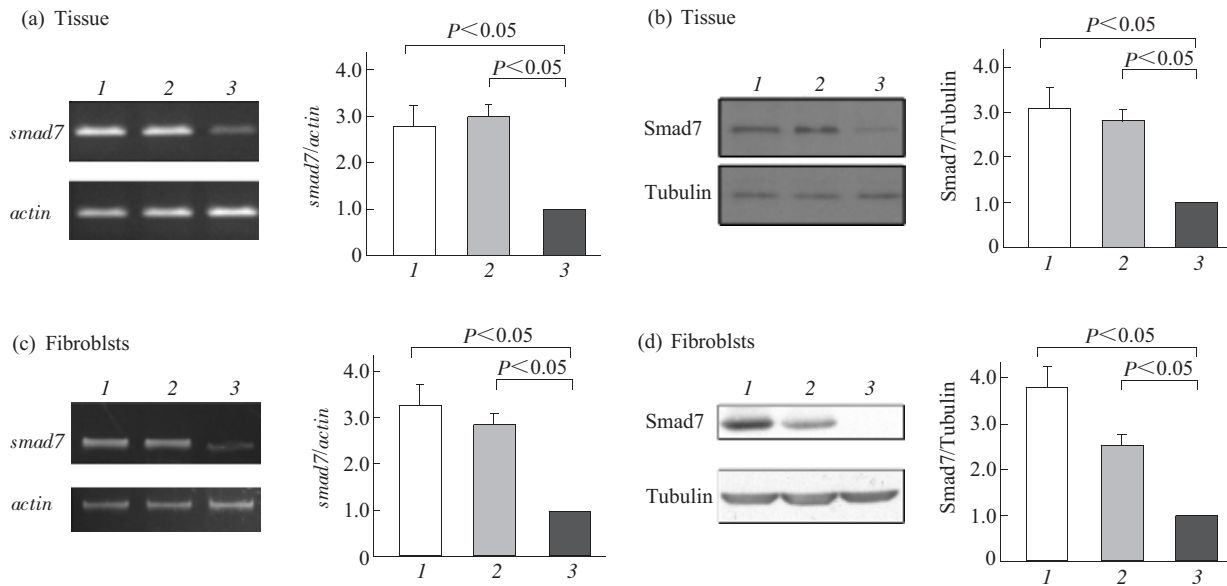 (a) Tissue
P<0.05
P<0.05
1 2 3
smad7
actin
smad7/actin
4.0
3.0
2.0
1.0
0
1 2 3
(b) Tissue
P<0.05
P<0.05
1 2 3
Smad7
Tubulin
Smad7/Tubulin
4.0
3.0
2.0
1.0
0
1 2 3
(c) Fibroblsts
P<0.05
P<0.05
1 2 3
smad7
actin
smad7/actin
4.0
3.0
2.0
1.0
0
1 2 3
(d) Fibroblsts
P<0.05
P<0.05
1 2 3
Smad7
Tubulin
Smad7/Tubulin
4.0
3.0
2.0
1.0
0
1 2 3